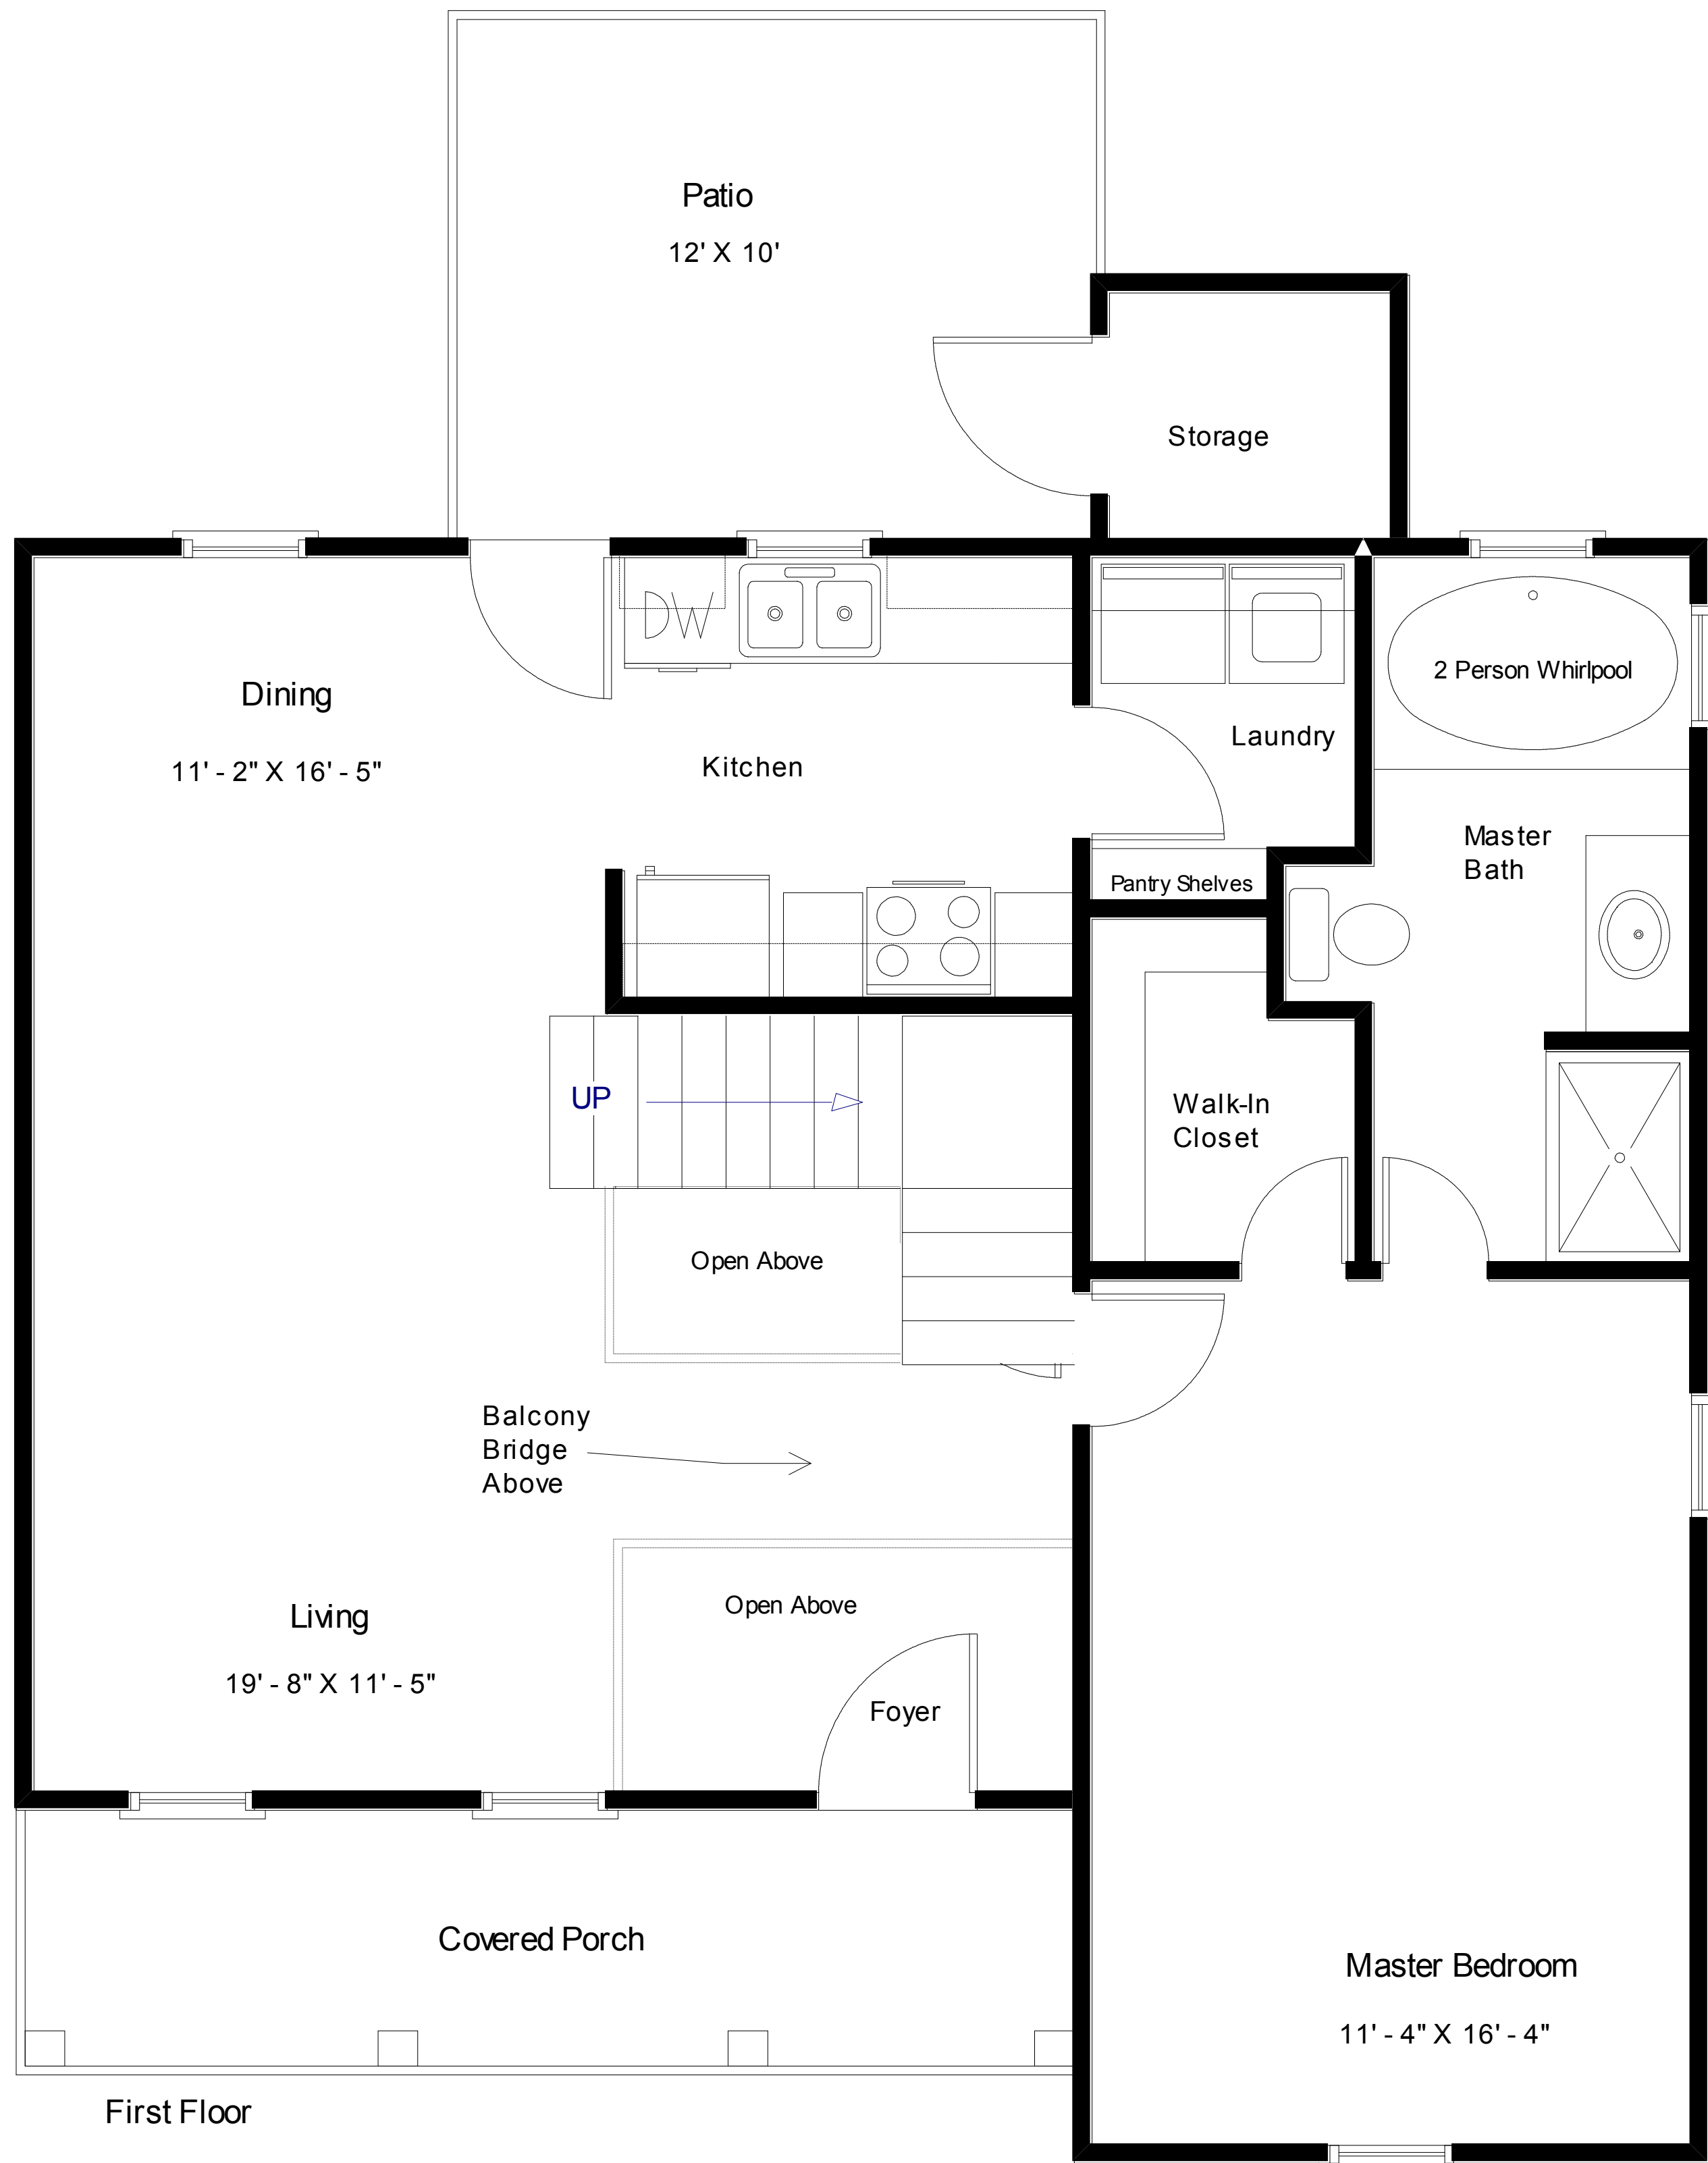 Patio
12' X 10'
Storage
DW
2 Person Whirlpool
Dining
11' - 2" X 16' - 5"
Kitchen
Laundry
Master
Bath
Pantry Shelves
UP
Walk-In
Closet
Open Above
Balcony
Bridge
Above
Open Above
Living
19' - 8" X 11' - 5"
Foyer
Covered Porch
Master Bedroom
11' - 4" X 16' - 4"
First Floor